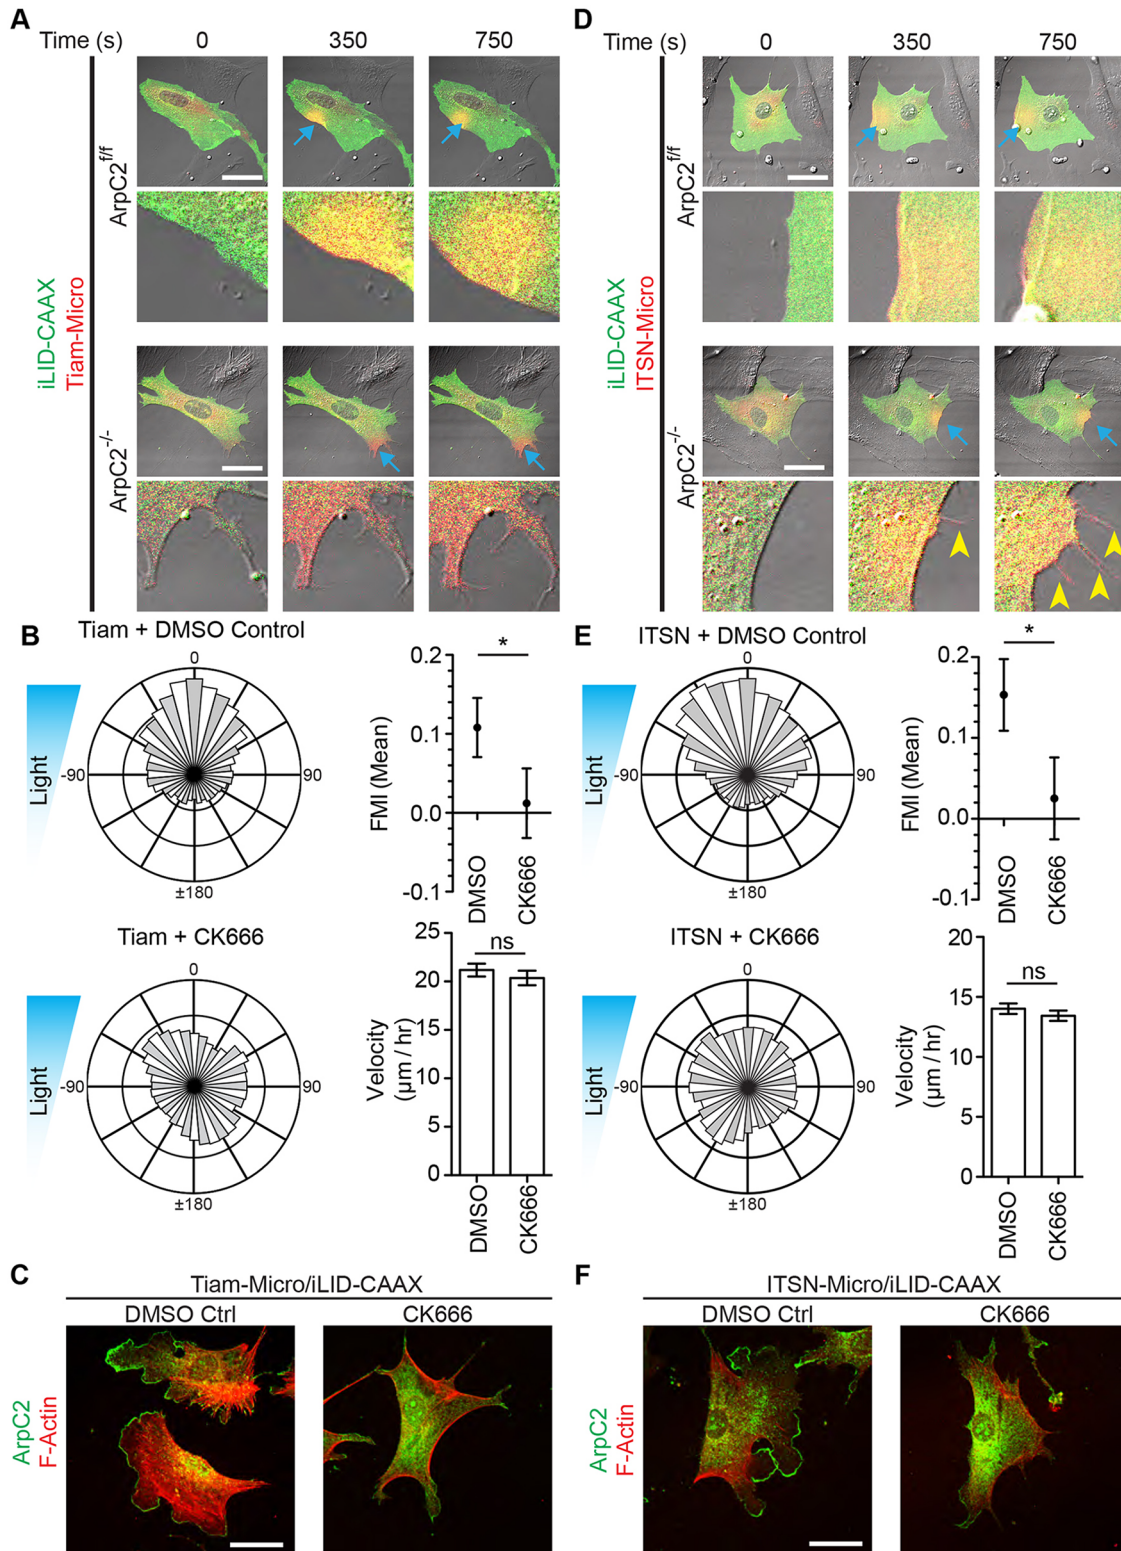 A
Time (s) 0 350 750
iLID-CAAX
Tiam-Micro
ArpC2f/f
ArpC2-/-
B
Tiam + DMSO Control
0
-90
90
±180
Light
FMI (Mean)
0.2
0.1
0.0
-0.1
*
DMSO
CK666
Tiam + CK666
0
-90
90
±180
Light
Velocity
(µm / hr)
25
20
15
10
5
0
ns
DMSO
CK666
C
Tiam-Micro/iLID-CAAX
DMSO Ctrl CK666
ArpC2
F-Actin
D
Time (s) 0 350 750
iLID-CAAX
ITSN-Micro
ArpC2f/f
ArpC2-/-
E
ITSN + DMSO Control
0
-90
90
±180
Light
FMI (Mean)
0.2
0.1
0.0
-0.1
*
DMSO
CK666
ITSN + CK666
0
-90
90
±180
Light
Velocity
(µm / hr)
20
15
10
5
0
ns
DMSO
CK666
F
ITSN-Micro/iLID-CAAX
DMSO Ctrl CK666
ArpC2
F-Actin